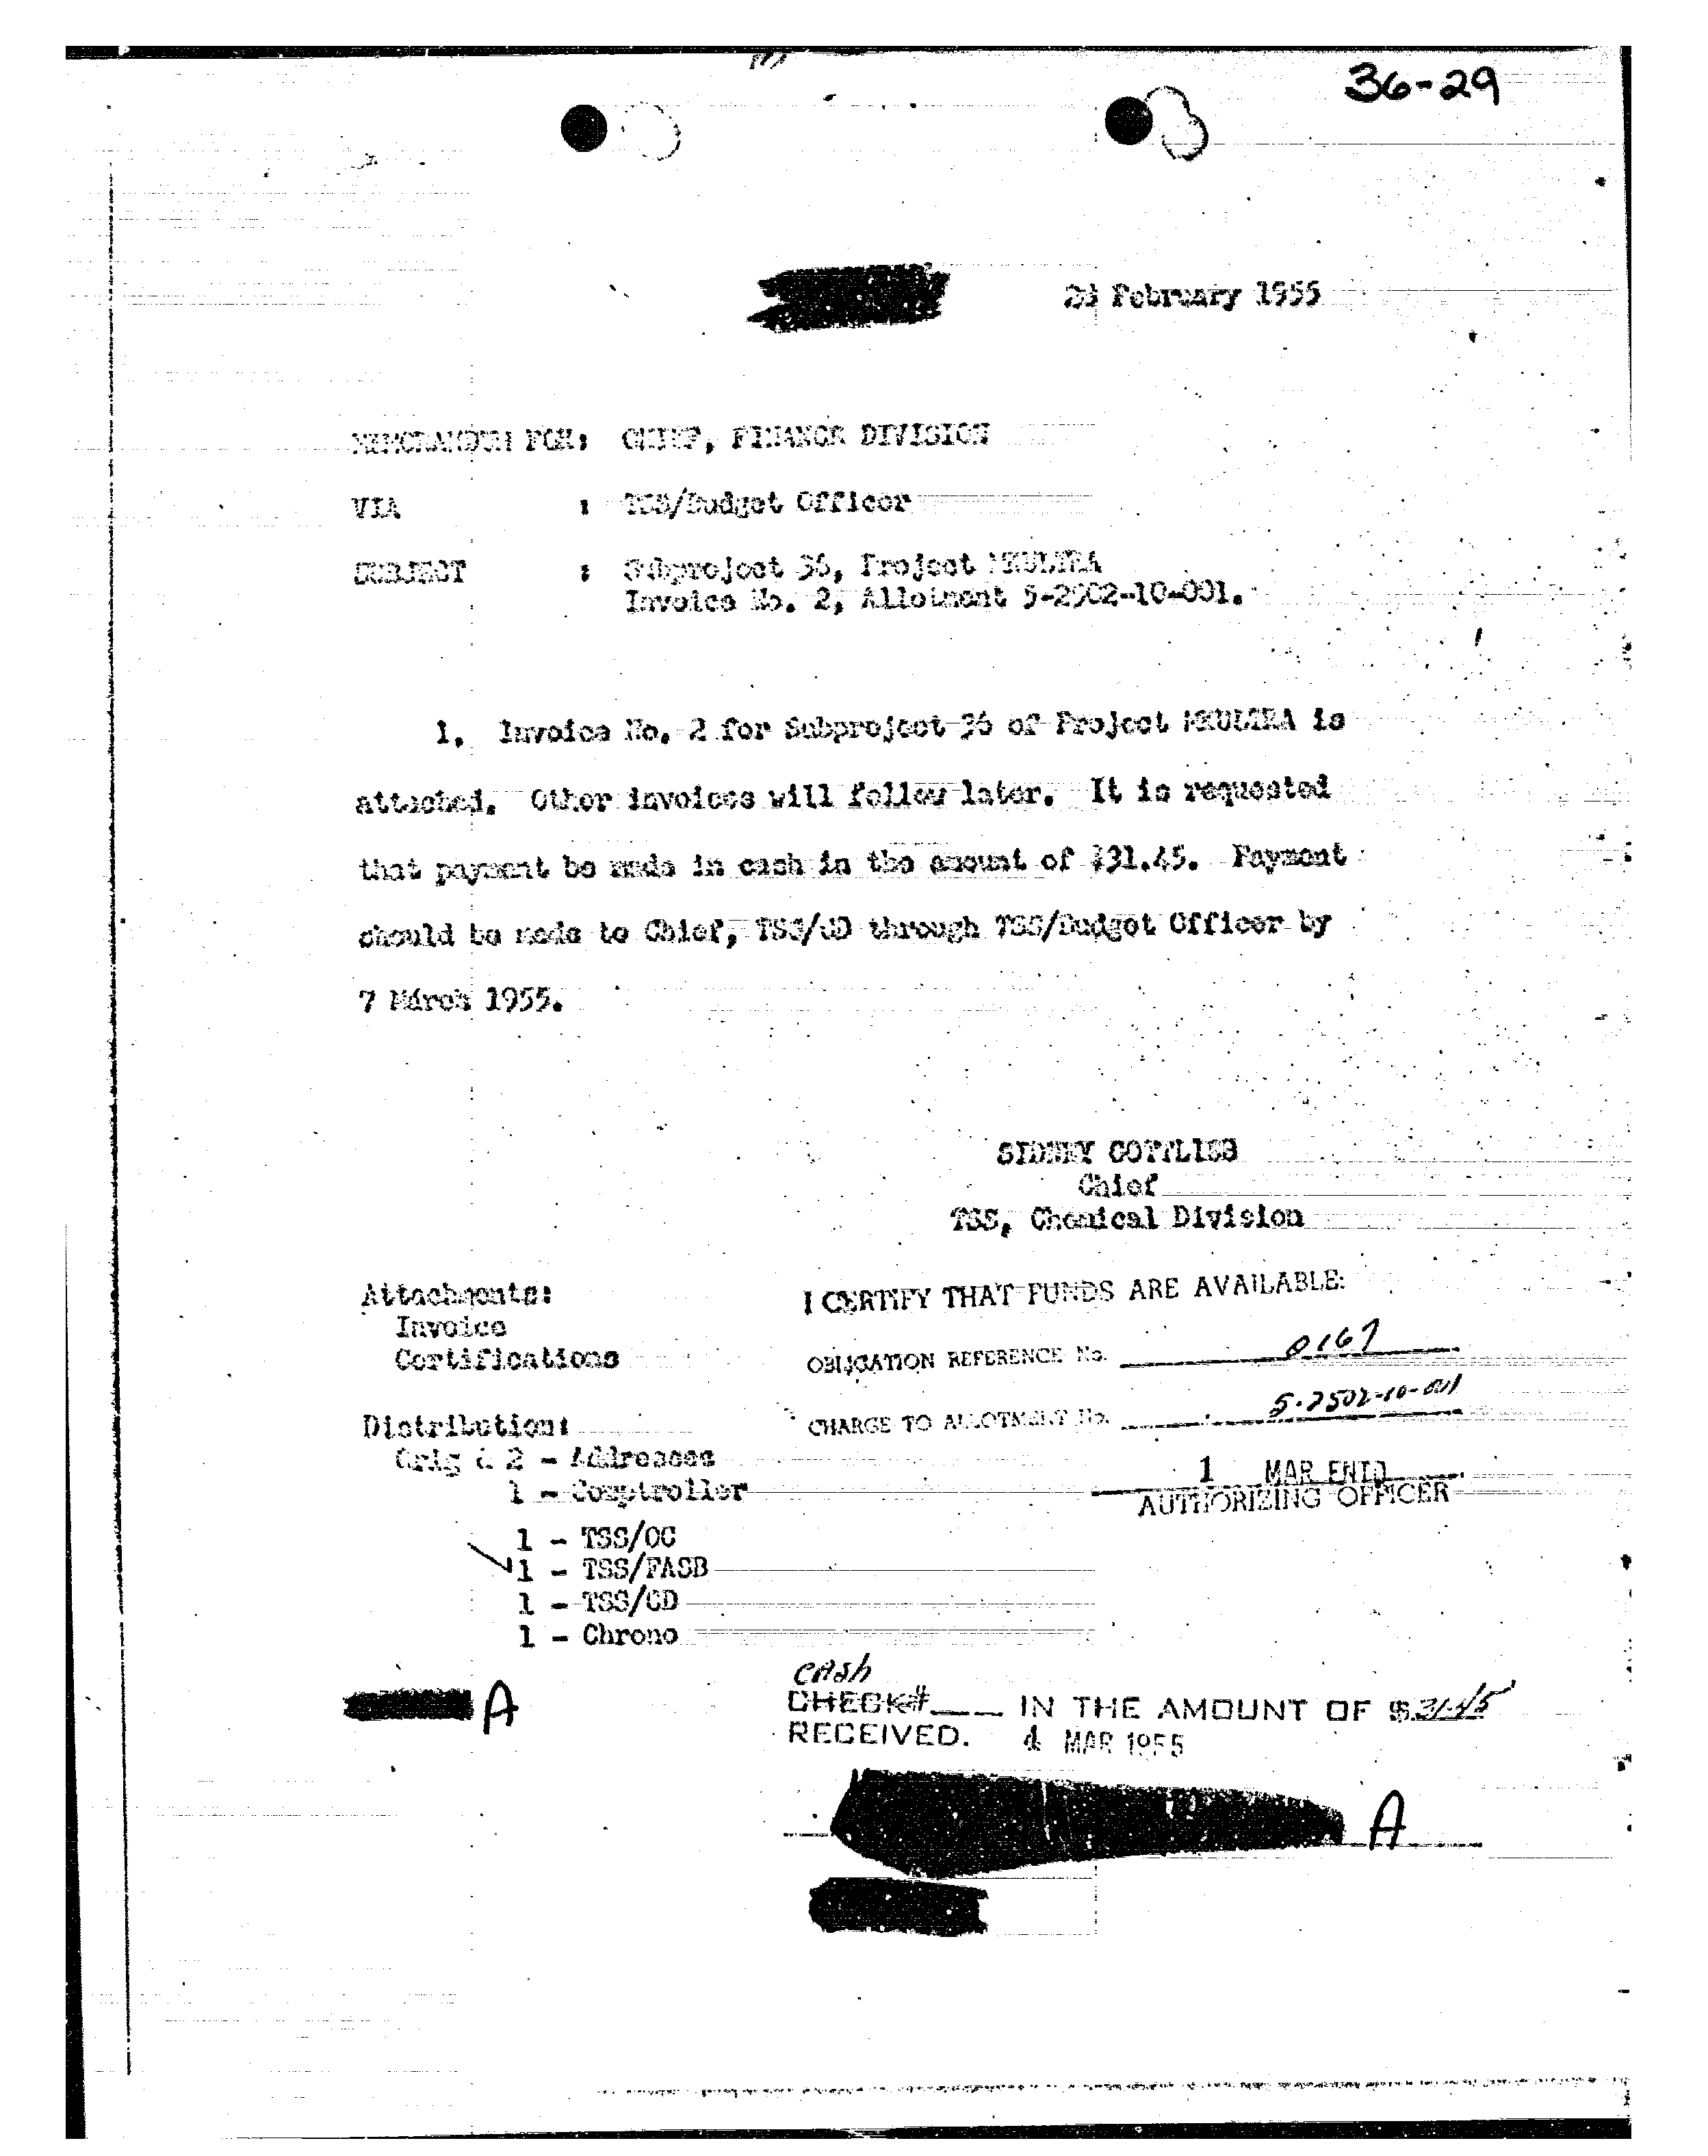 36-29
February 1955
MEMORANDUM FOR: CHIEF, FINANCE DIVISION
VIA : TSS/Budget Officer
SUBJECT : Subproject 36, Project MKULTRA
Invoice No. 2, Allotment 5-2502-10-001.
1. Invoice No. 2 for Subproject 36 of Project MKULTRA is
attached. Other invoices will follow later. It is requested
that payment be made in cash in the amount of $31.45. Payment
should be made to Chief, TSS/CD through TSS/Budget Officer by
7 March 1955.
SIDNEY GOTTLIEB
Chief
TSS, Chemical Division
Attachments:
Invoice
Certifications
I CERTIFY THAT FUNDS ARE AVAILABLE:
OBLIGATION REFERENCE No. 0167
CHARGE TO ALLOTMENT No. 5-2502-10-001
Distribution:
Orig & 2 - Addresses
1 - Comptroller
1 MAR ENTD
AUTHORIZING OFFICER
1 - TSS/OC
1 - TSS/FASB
1 - TSS/CD
1 - Chrono
A
cash
CHECK# IN THE AMOUNT OF $31.45
RECEIVED. 4 MAR 1955
A